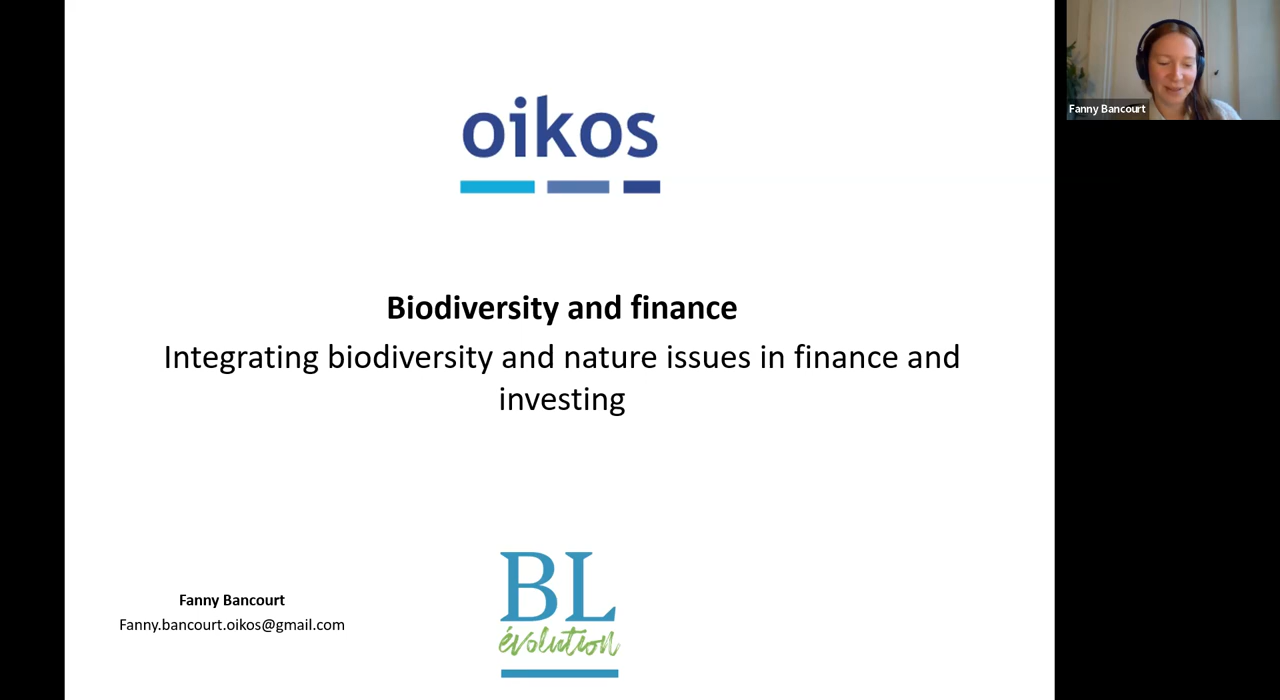 oikos
Fanny Bancourt
Biodiversity and finance
Integrating biodiversity and nature issues in finance and
investing
BL
évolution
Fanny Bancourt
Fanny.bancourt.oikos@gmail.com